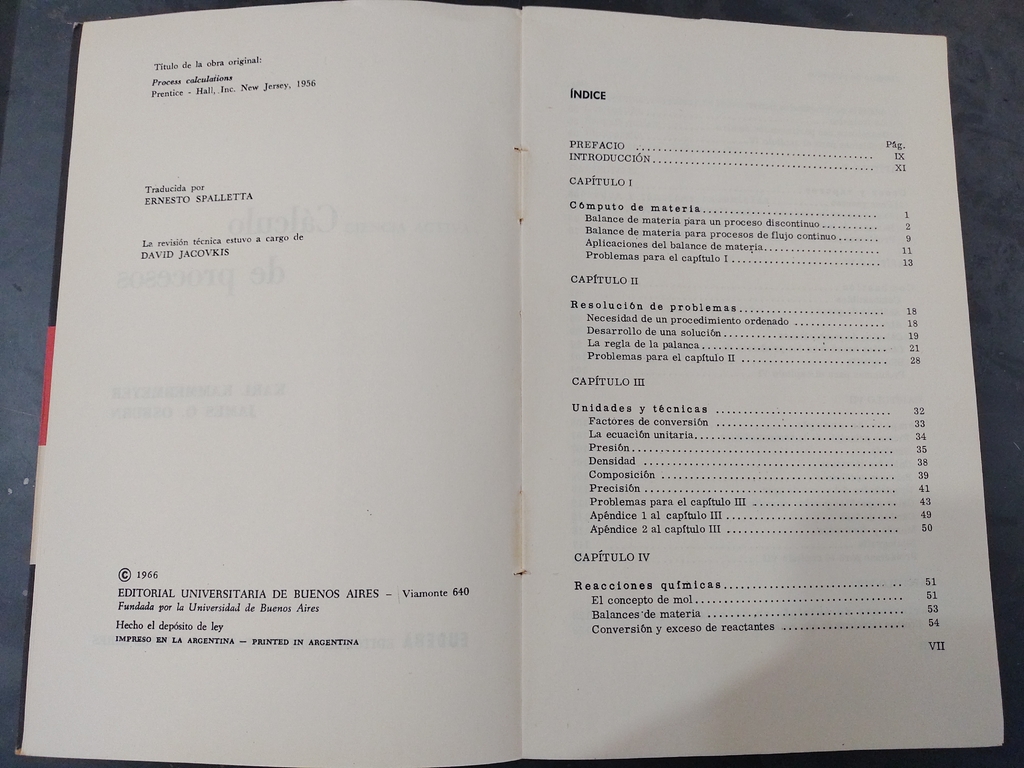 Título de la obra original:
Process calculations
Prentice - Hall, Inc. New Jersey, 1956
Traducida por
ERNESTO SPALLETTA
La revisión técnica estuvo a cargo de
DAVID JACOVKIS
© 1966
EDITORIAL UNIVERSITARIA DE BUENOS AIRES – Viamonte 640
Fundada por la Universidad de Buenos Aires
Hecho el depósito de ley
IMPRESO EN LA ARGENTINA — PRINTED IN ARGENTINA
ÍNDICE
Pág.
PREFACIO .......... IX
INTRODUCCIÓN .......... XI
CAPÍTULO I
Cómputo de materia .......... 1
Balance de materia para un proceso discontinuo .......... 2
Balance de materia para procesos de flujo continuo .......... 9
Aplicaciones del balance de materia .......... 11
Problemas para el capítulo I .......... 13
CAPÍTULO II
Resolución de problemas .......... 18
Necesidad de un procedimiento ordenado .......... 18
Desarrollo de una solución .......... 19
La regla de la palanca .......... 21
Problemas para el capítulo II .......... 28
CAPÍTULO III
Unidades y técnicas .......... 32
Factores de conversión .......... 33
La ecuación unitaria .......... 34
Presión .......... 35
Densidad .......... 38
Composición .......... 39
Precisión .......... 41
Problemas para el capítulo III .......... 43
Apéndice 1 al capítulo III .......... 49
Apéndice 2 al capítulo III .......... 50
CAPÍTULO IV
Reacciones químicas .......... 51
El concepto de mol .......... 51
Balances de materia .......... 53
Conversión y exceso de reactantes .......... 54
VII